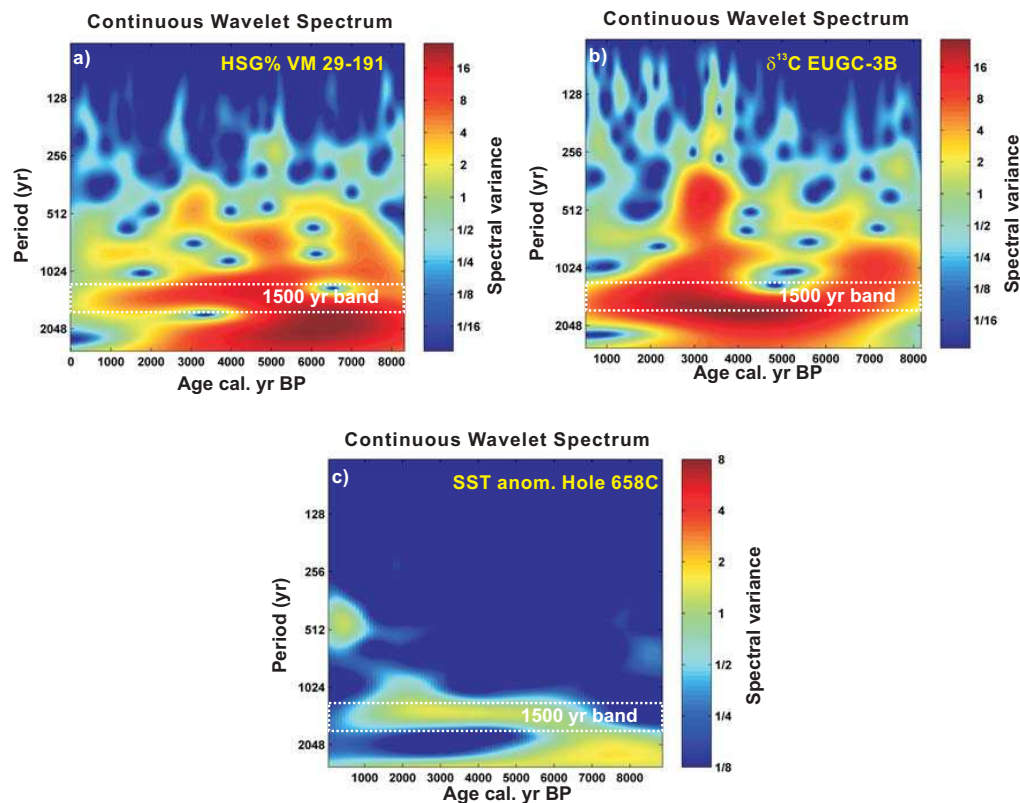 Continuous Wavelet Spectrum
a)
HSG% VM 29-191
Period (yr)
128
256
512
1024
2048
1500 yr band
0 1000 2000 3000 4000 5000 6000 7000 8000
Age cal. yr BP
16
8
4
2
1
1/2
1/4
1/8
1/16
Spectral variance
Continuous Wavelet Spectrum
b)
δ¹³C EUGC-3B
Period (yr)
128
256
512
1024
2048
1500 yr band
1000 2000 3000 4000 5000 6000 7000 8000
Age cal. yr BP
16
8
4
2
1
1/2
1/4
1/8
1/16
Spectral variance
Continuous Wavelet Spectrum
c)
SST anom. Hole 658C
Period (yr)
128
256
512
1024
2048
1500 yr band
1000 2000 3000 4000 5000 6000 7000 8000
Age cal. yr BP
8
4
2
1
1/2
1/4
1/8
Spectral variance